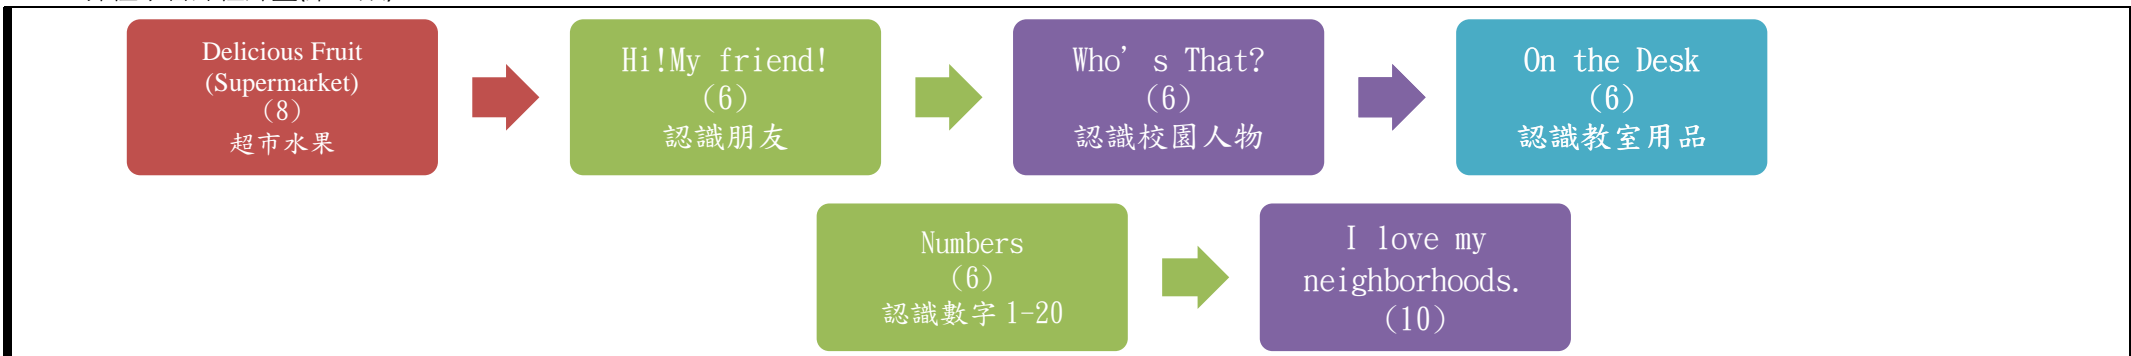 Delicious Fruit
(Supermarket)
(8)
超市水果
Hi!My friend!
(6)
認識朋友
Who’s That?
(6)
認識校園人物
On the Desk
(6)
認識教室用品
Numbers
(6)
認識數字 1-20
I love my
neighborhoods.
(10)